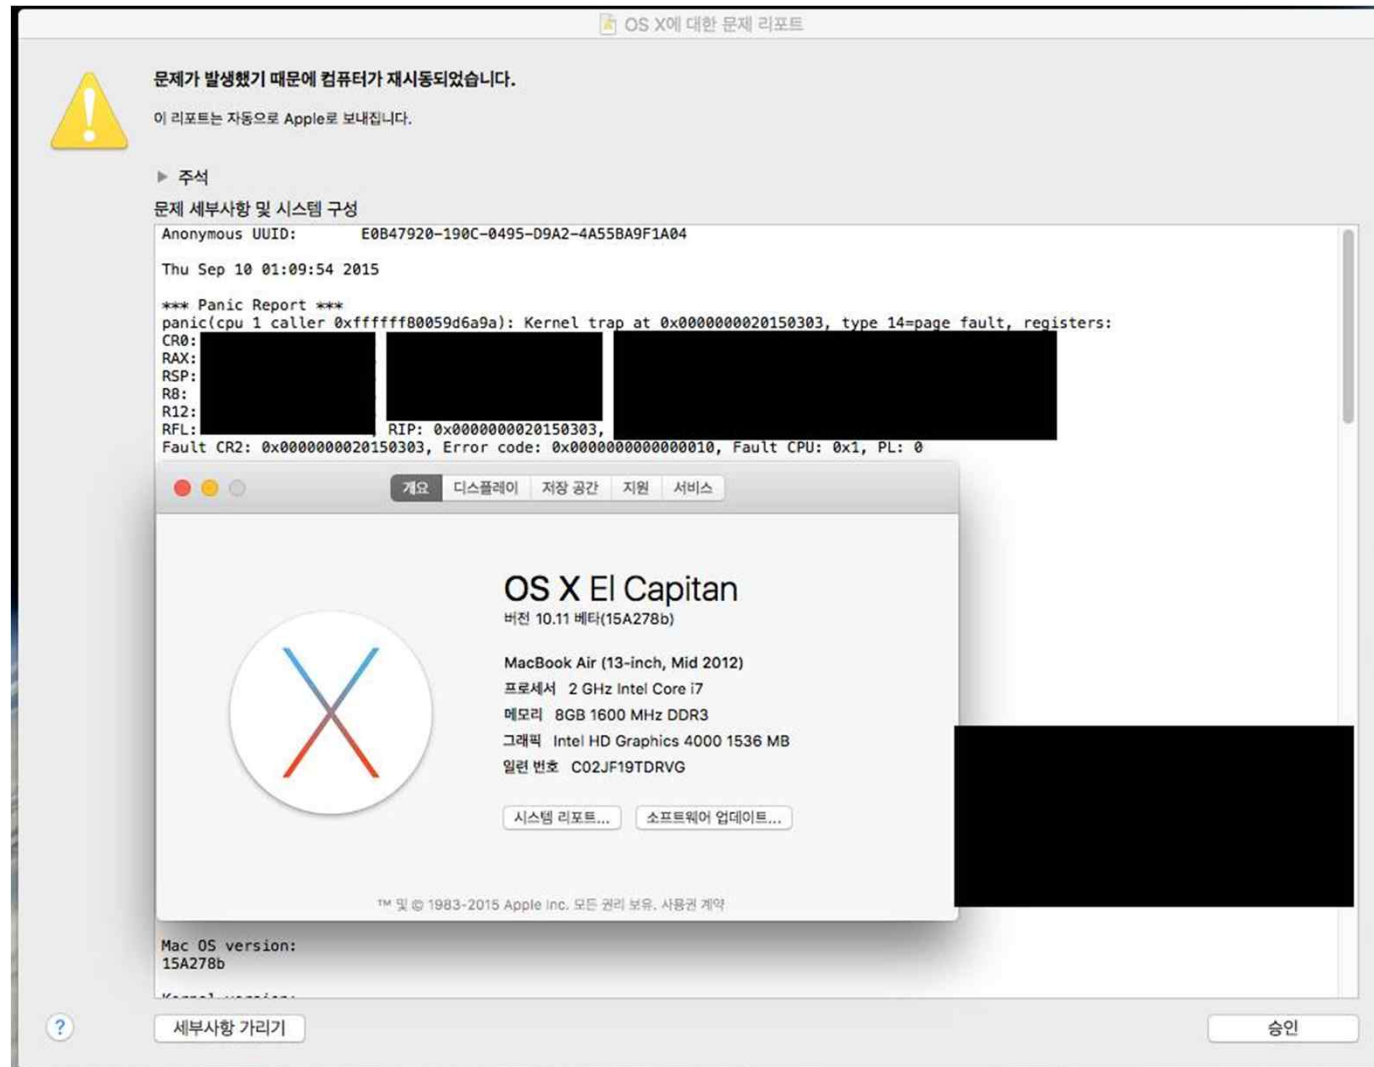 OS X에 대한 문제 리포트
문제가 발생했기 때문에 컴퓨터가 재시동되었습니다.
이 리포트는 자동으로 Apple로 보내집니다.
주석
문제 세부사항 및 시스템 구성
Anonymous UUID: E0B47920-190C-0495-D9A2-4A55BA9F1A04
Thu Sep 10 01:09:54 2015
*** Panic Report ***
panic(cpu 1 caller 0xffffff80059d6a9a): Kernel trap at 0x0000000020150303, type 14=page fault, registers:
CR0:
RAX:
RSP:
R8:
R12:
RFL: RIP: 0x0000000020150303,
Fault CR2: 0x0000000020150303, Error code: 0x0000000000000010, Fault CPU: 0x1, PL: 0
개요 디스플레이 저장 공간 지원 서비스
OS X El Capitan
버전 10.11 베타(15A278b)
MacBook Air (13-inch, Mid 2012)
프로세서 2 GHz Intel Core i7
메모리 8GB 1600 MHz DDR3
그래픽 Intel HD Graphics 4000 1536 MB
일련 번호 C02JF19TDRVG
시스템 리포트... 소프트웨어 업데이트...
™ 및 © 1983-2015 Apple Inc. 모든 권리 보유. 사용권 계약
Mac OS version:
15A278b
Kernel version:
? 세부사항 가리기 승인